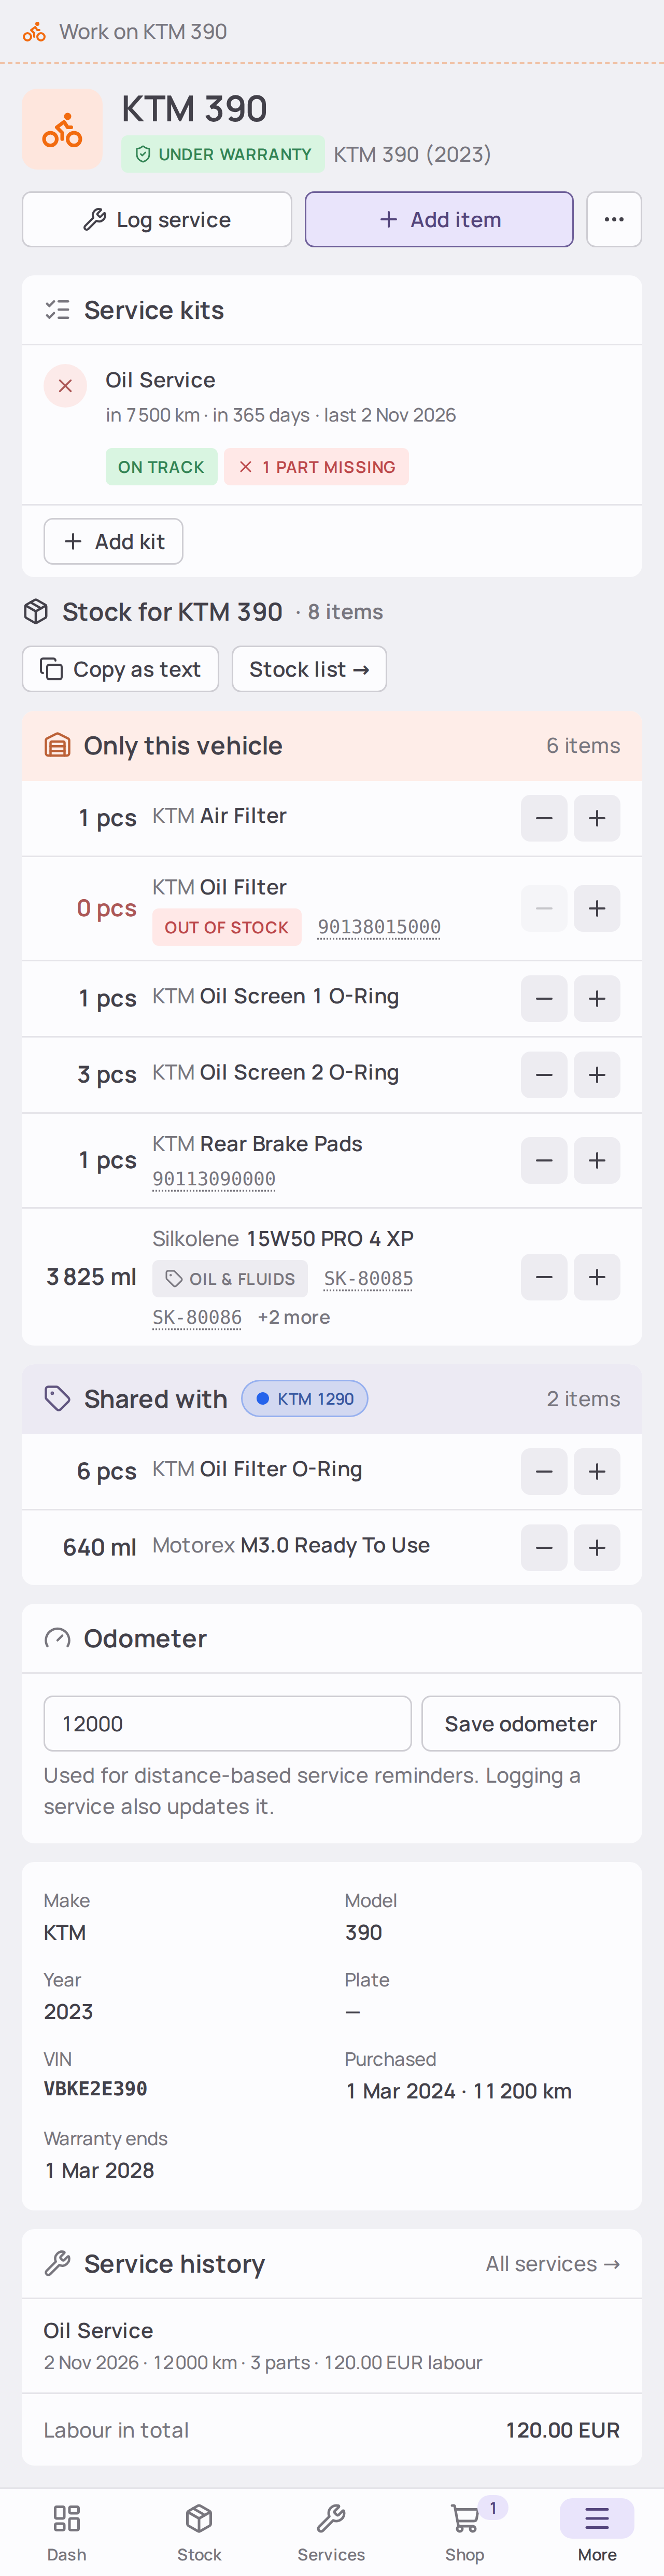 Work on KTM 390
KTM 390
UNDER WARRANTY KTM 390 (2023)
Log service
Add item
Service kits
Oil Service
in 7 500 km · in 365 days · last 2 Nov 2026
ON TRACK
1 PART MISSING
Add kit
Stock for KTM 390 · 8 items
Copy as text
Stock list →
Only this vehicle 6 items
1 pcs KTM Air Filter
0 pcs KTM Oil Filter
OUT OF STOCK 90138015000
1 pcs KTM Oil Screen 1 O-Ring
3 pcs KTM Oil Screen 2 O-Ring
1 pcs KTM Rear Brake Pads
90113090000
3 825 ml Silkolene 15W50 PRO 4 XP
OIL & FLUIDS SK-80085
SK-80086 +2 more
Shared with KTM 1290 2 items
6 pcs KTM Oil Filter O-Ring
640 ml Motorex M3.0 Ready To Use
Odometer
12000
Save odometer
Used for distance-based service reminders. Logging a
service also updates it.
Make
KTM
Model
390
Year
2023
Plate
—
VIN
VBKE2E390
Purchased
1 Mar 2024 · 11 200 km
Warranty ends
1 Mar 2028
Service history All services →
Oil Service
2 Nov 2026 · 12 000 km · 3 parts · 120.00 EUR labour
Labour in total 120.00 EUR
1
Dash Stock Services Shop More